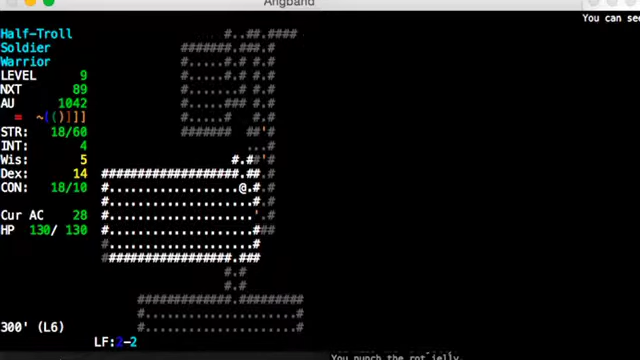 Angband
You can see
Half-Troll
Soldier
Warrior
LEVEL 9
NXT 89
AU 1042
STR: 18/60
INT: 4
Wis: 5
Dex: 14
CON: 18/10
Cur AC 28
HP 130/ 130
300' (L6)
LF:2-2
You punch the rot jelly.